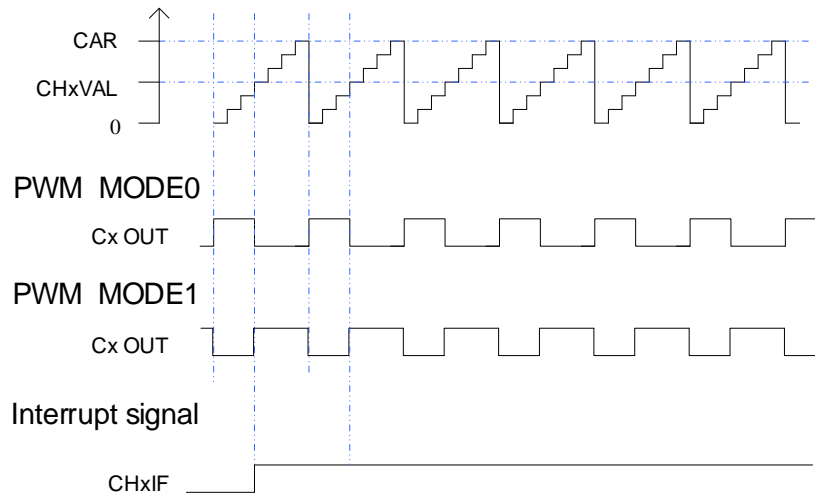 CAR
CHxVAL
0
PWM MODE0
Cx OUT
PWM MODE1
Cx OUT
Interrupt signal
CHxIF